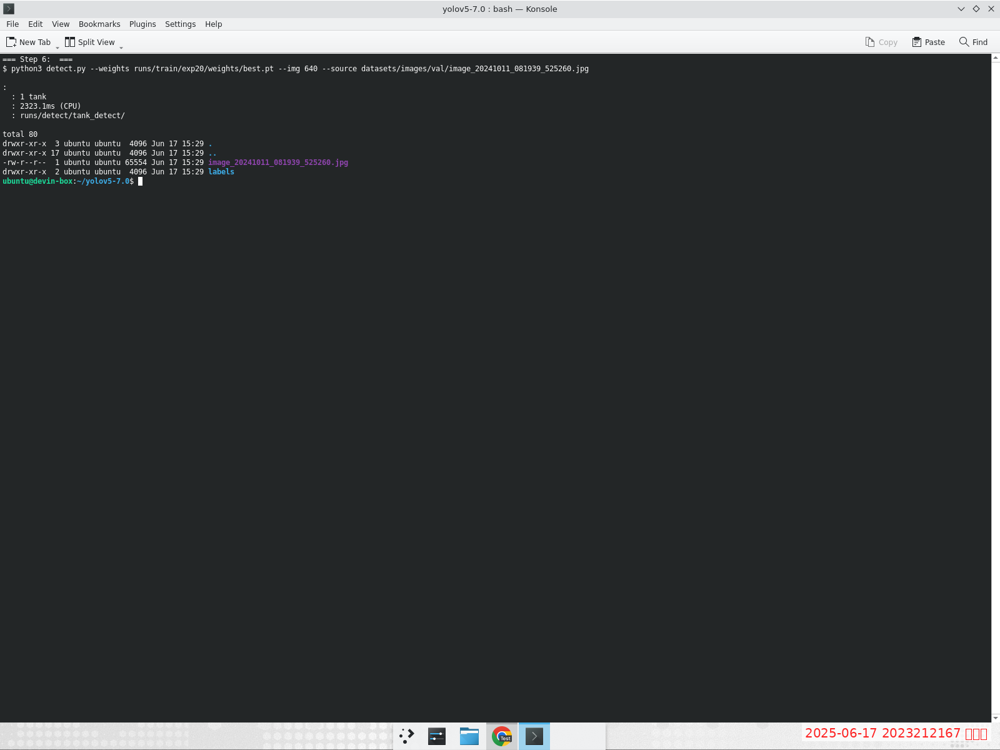 yolov5-7.0 : bash — Konsole
File Edit View Bookmarks Plugins Settings Help
New Tab Split View Copy Paste Find
=== Step 6:  ===
$ python3 detect.py --weights runs/train/exp20/weights/best.pt --img 640 --source datasets/images/val/image_20241011_081939_525260.jpg
:
  : 1 tank
  : 2323.1ms (CPU)
  : runs/detect/tank_detect/
total 80
drwxr-xr-x  3 ubuntu ubuntu  4096 Jun 17 15:29 .
drwxr-xr-x 17 ubuntu ubuntu  4096 Jun 17 15:29 ..
-rw-r--r--  1 ubuntu ubuntu 65554 Jun 17 15:29 image_20241011_081939_525260.jpg
drwxr-xr-x  2 ubuntu ubuntu  4096 Jun 17 15:29 labels
ubuntu@devin-box:~/yolov5-7.0$
Test
2025-06-17 2023212167